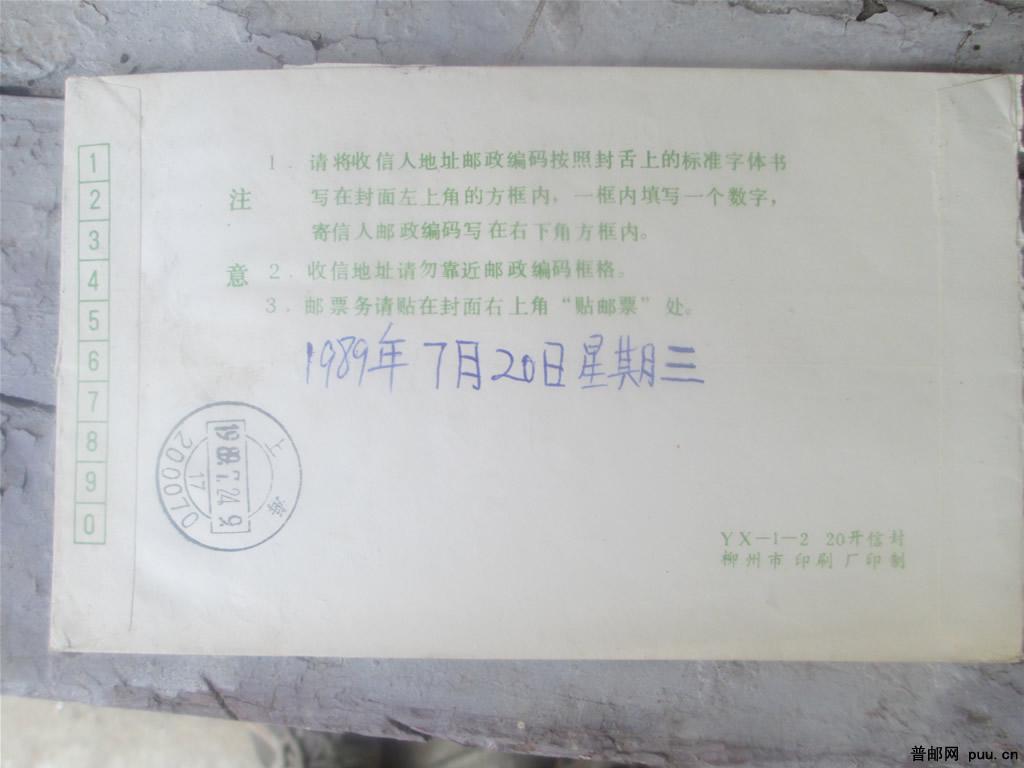 1
2
3
4
5
6
7
8
9
0
注意
1．请将收信人地址邮政编码按照封舌上的标准字体书
写在封面左上角的方框内，一框内填写一个数字，
寄信人邮政编码写在右下角方框内。
2．收信地址请勿靠近邮政编码框格。
3．邮票务请贴在封面右上角“贴邮票”处。
1989年7月20日星期三
上海
17
200070
YX—1—2 20开信封
柳州市印刷厂印制
普邮网 puu.cn